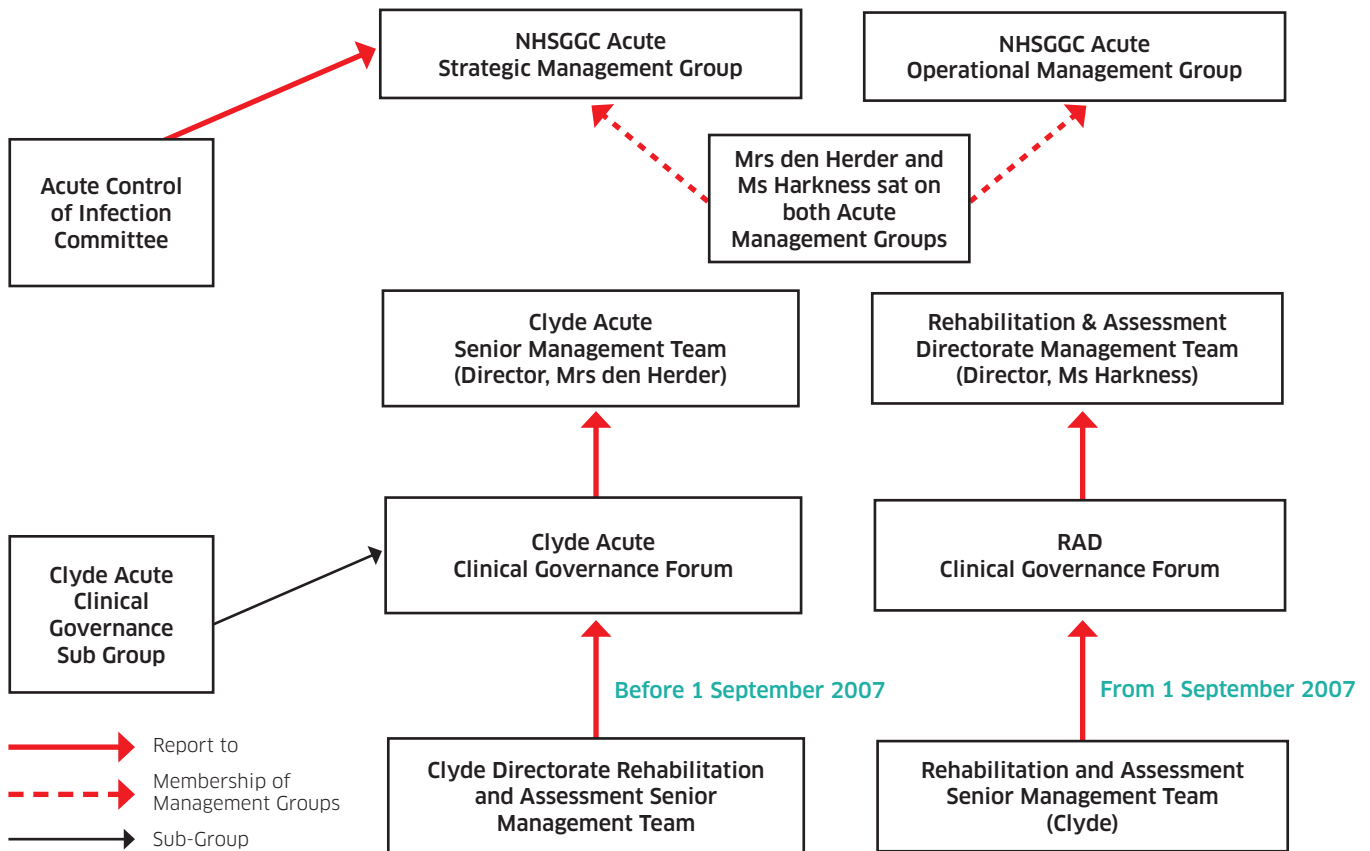 NHSGGC Acute
Strategic Management Group
NHSGGC Acute
Operational Management Group
Acute Control
of Infection
Committee
Mrs den Herder and
Ms Harkness sat on
both Acute
Management Groups
Clyde Acute
Senior Management Team
(Director, Mrs den Herder)
Rehabilitation & Assessment
Directorate Management Team
(Director, Ms Harkness)
Clyde Acute
Clinical
Governance
Sub Group
Clyde Acute
Clinical Governance Forum
RAD
Clinical Governance Forum
Before 1 September 2007
From 1 September 2007
Report to
Membership of
Management Groups
Sub-Group
Clyde Directorate Rehabilitation
and Assessment Senior
Management Team
Rehabilitation and Assessment
Senior Management Team
(Clyde)